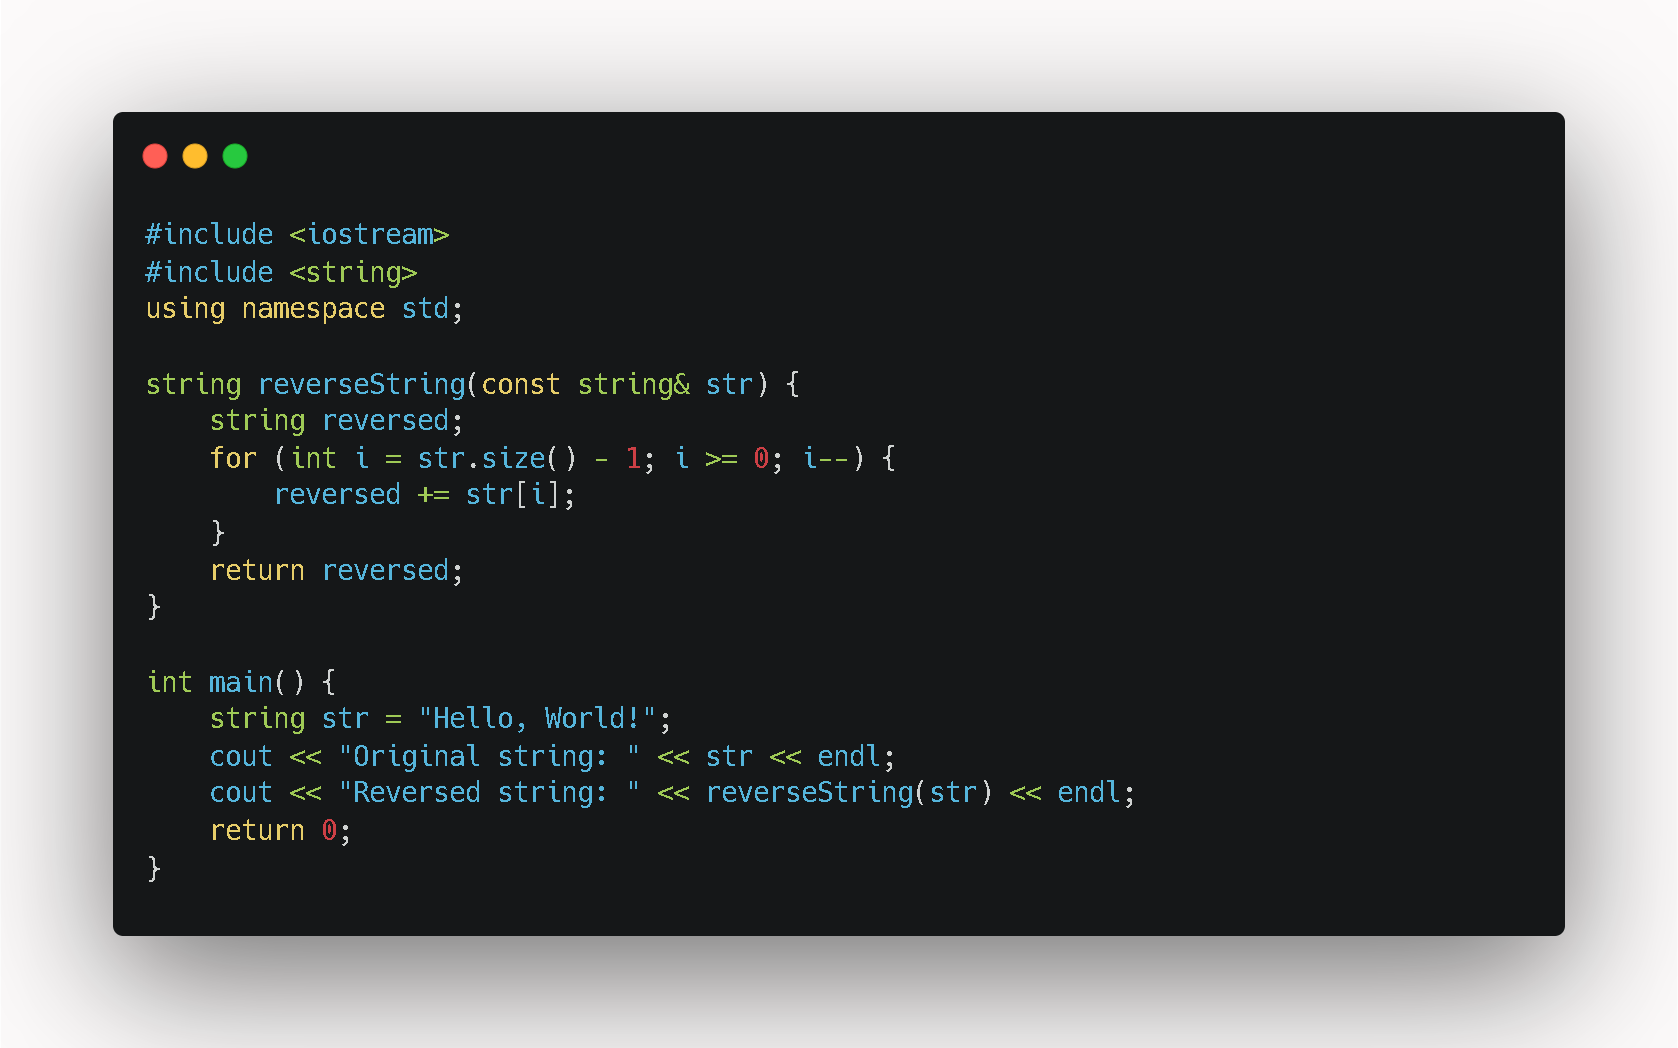 #include <iostream>
#include <string>
using namespace std;

string reverseString(const string& str) {
    string reversed;
    for (int i = str.size() - 1; i >= 0; i--) {
        reversed += str[i];
    }
    return reversed;
}

int main() {
    string str = "Hello, World!";
    cout << "Original string: " << str << endl;
    cout << "Reversed string: " << reverseString(str) << endl;
    return 0;
}